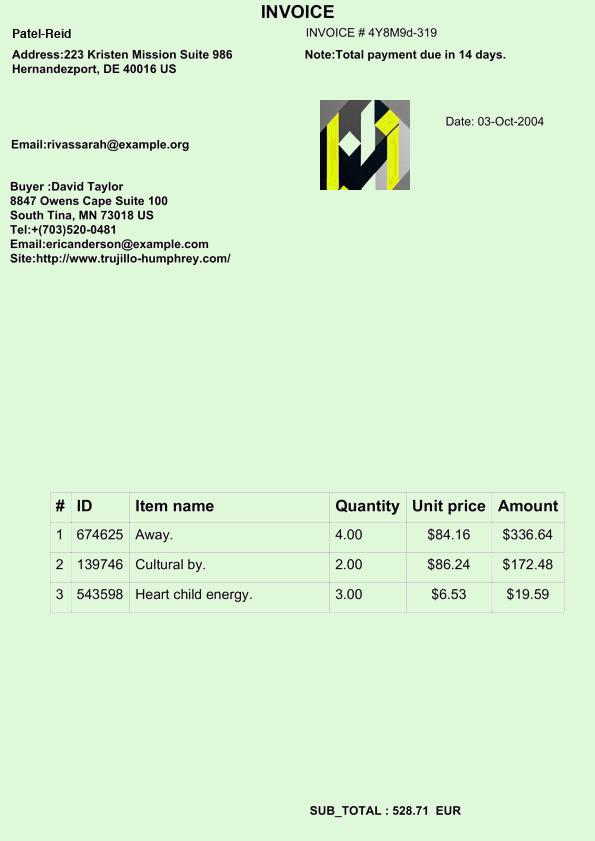 INVOICE
Patel-Reid
INVOICE # 4Y8M9d-319
Address:223 Kristen Mission Suite 986
Hernandezport, DE 40016 US
Note:Total payment due in 14 days.
Date: 03-Oct-2004
Email:rivassarah@example.org
Buyer :David Taylor
8847 Owens Cape Suite 100
South Tina, MN 73018 US
Tel:+(703)520-0481
Email:ericanderson@example.com
Site:http://www.trujillo-humphrey.com/
# ID Item name Quantity Unit price Amount
1 674625 Away. 4.00 $84.16 $336.64
2 139746 Cultural by. 2.00 $86.24 $172.48
3 543598 Heart child energy. 3.00 $6.53 $19.59
SUB_TOTAL : 528.71 EUR